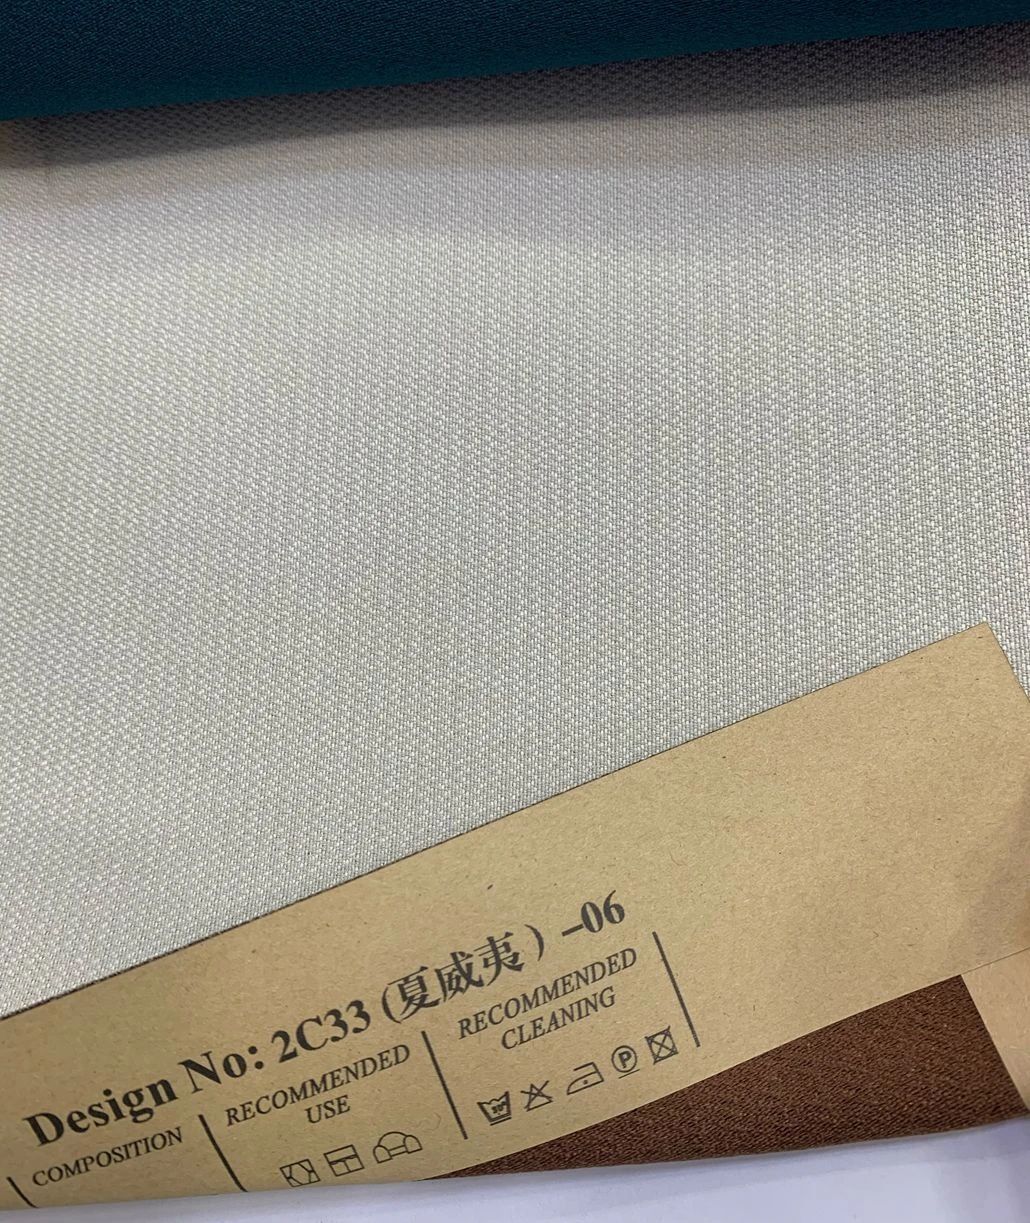 Design No: 2C33 (夏威夷) -06
COMPOSITION
RECOMMENDED
USE
RECOMMENDED
CLEANING